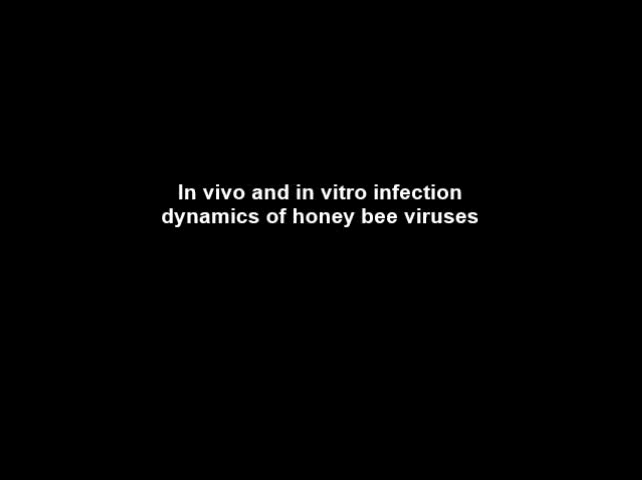 In vivo and in vitro infection
dynamics of honey bee viruses